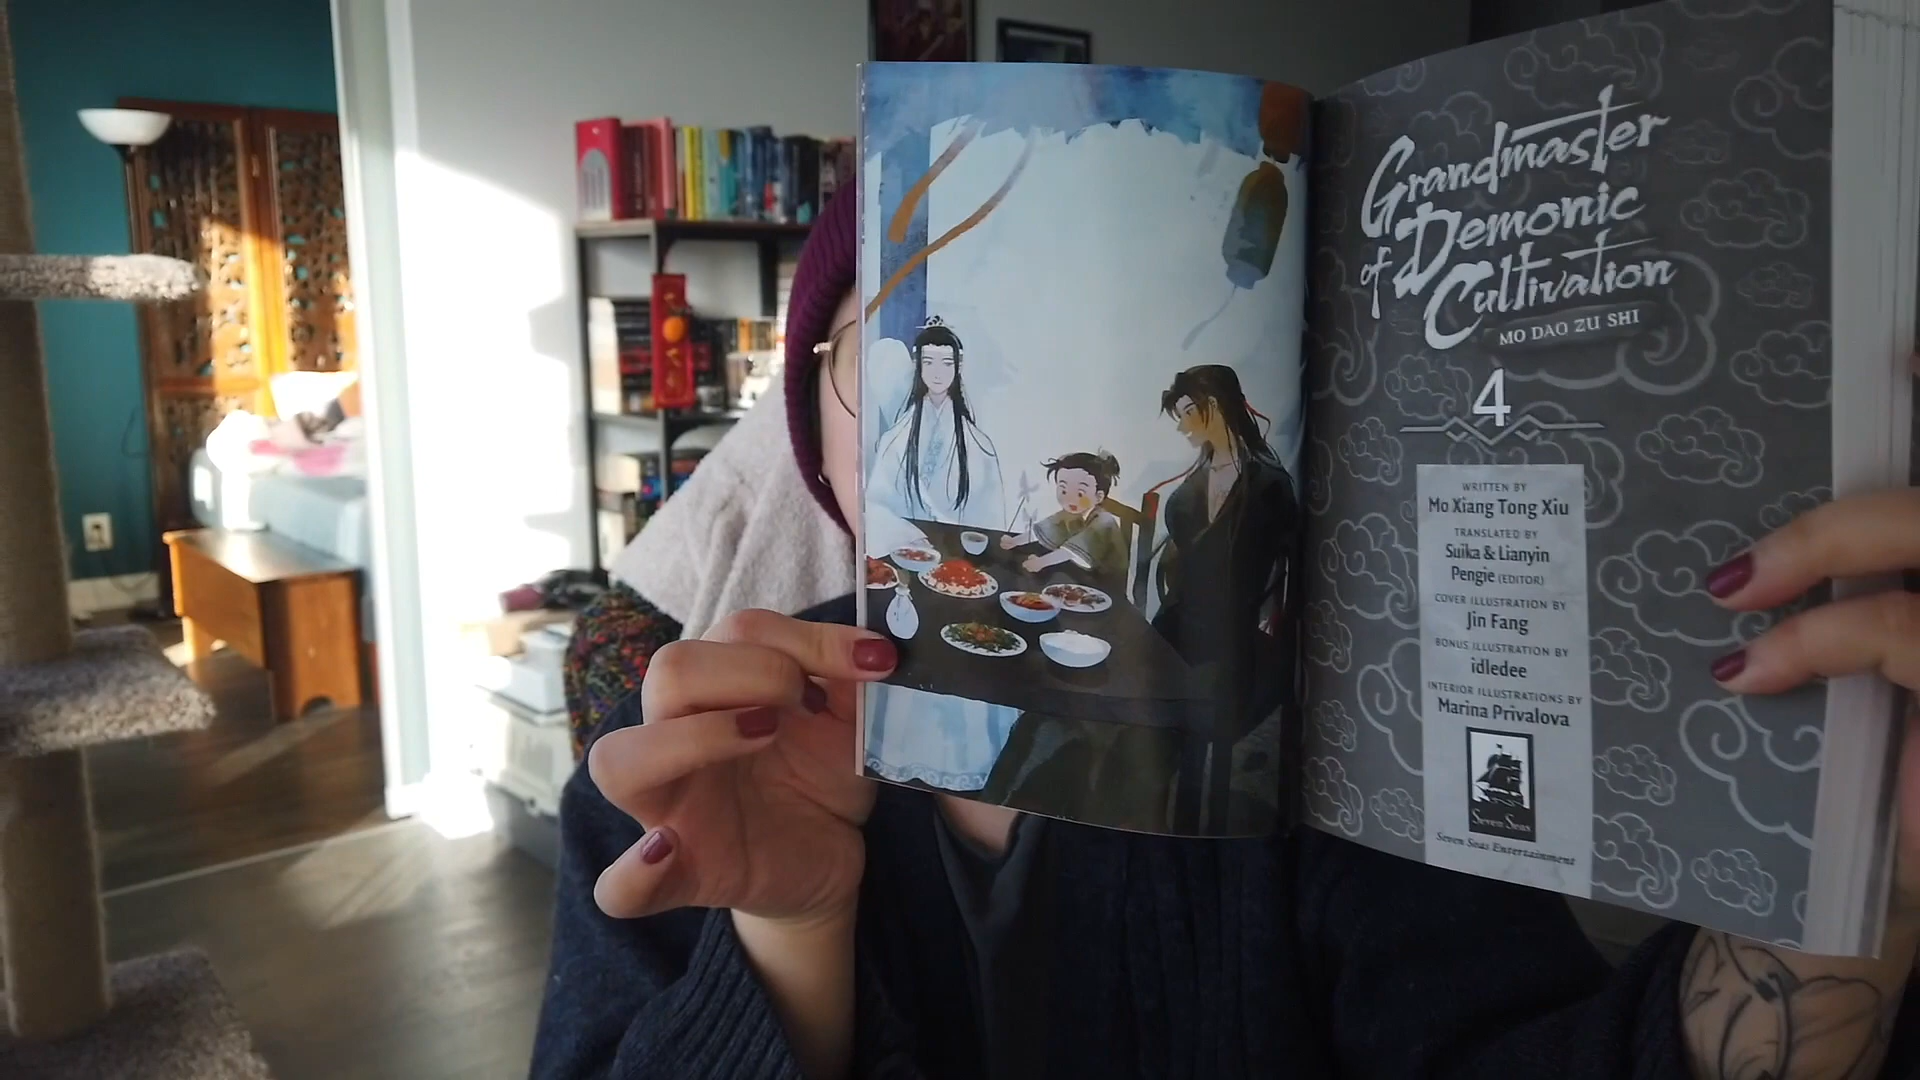 Grandmaster
of Demonic
Cultivation
MO DAO ZU SHI
4
WRITTEN BY
Mo Xiang Tong Xiu
TRANSLATED BY
Suika & Lianyin
Pengie (EDITOR)
COVER ILLUSTRATION BY
Jin Fang
BONUS ILLUSTRATION BY
idledee
INTERIOR ILLUSTRATIONS BY
Marina Privalova
Seven Seas
Seven Seas Entertainment